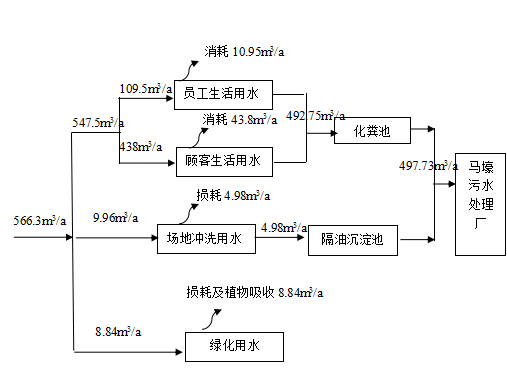 消耗 10.95m³/a
109.5m³/a
员工生活用水
547.5m³/a
消耗 43.8m³/a
492.75m³/a
化粪池
438m³/a
顾客生活用水
497.73m³/a
马壕
污水
处理
厂
损耗 4.98m³/a
566.3m³/a
9.96m³/a
场地冲洗用水
4.98m³/a
隔油沉淀池
损耗及植物吸收 8.84m³/a
8.84m³/a
绿化用水